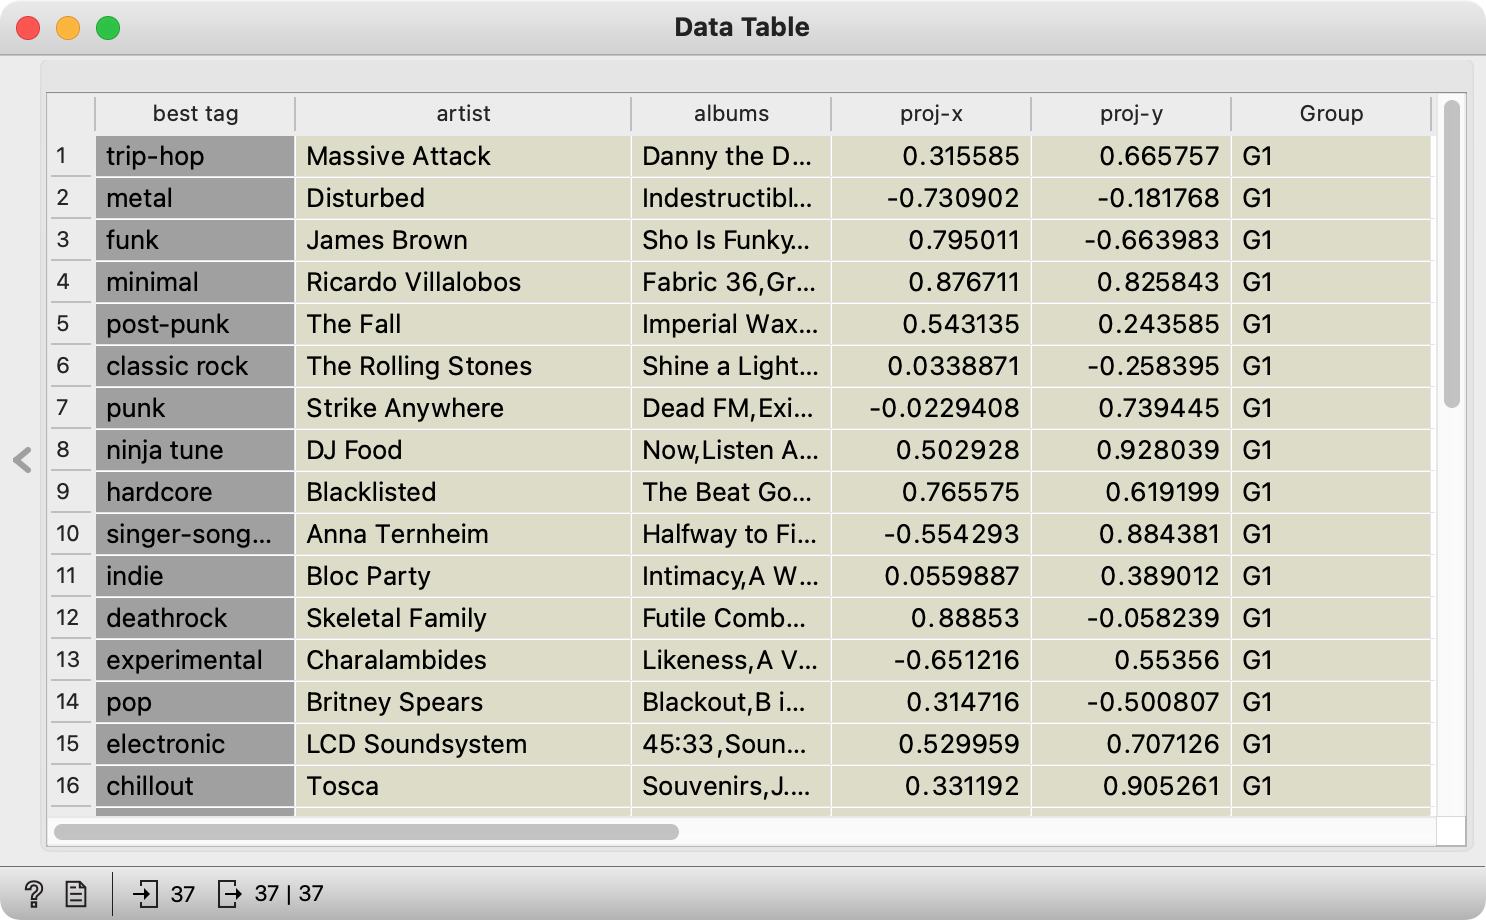 Data Table
best tag artist albums proj-x proj-y Group
1 trip-hop Massive Attack Danny the D... 0.315585 0.665757 G1
2 metal Disturbed Indestructibl... -0.730902 -0.181768 G1
3 funk James Brown Sho Is Funky,... 0.795011 -0.663983 G1
4 minimal Ricardo Villalobos Fabric 36,Gr... 0.876711 0.825843 G1
5 post-punk The Fall Imperial Wax... 0.543135 0.243585 G1
6 classic rock The Rolling Stones Shine a Light... 0.0338871 -0.258395 G1
7 punk Strike Anywhere Dead FM,Exi... -0.0229408 0.739445 G1
8 ninja tune DJ Food Now,Listen A... 0.502928 0.928039 G1
9 hardcore Blacklisted The Beat Go... 0.765575 0.619199 G1
10 singer-song... Anna Ternheim Halfway to Fi... -0.554293 0.884381 G1
11 indie Bloc Party Intimacy,A W... 0.0559887 0.389012 G1
12 deathrock Skeletal Family Futile Comb... 0.88853 -0.058239 G1
13 experimental Charalambides Likeness,A V... -0.651216 0.55356 G1
14 pop Britney Spears Blackout,B i... 0.314716 -0.500807 G1
15 electronic LCD Soundsystem 45:33,Soun... 0.529959 0.707126 G1
16 chillout Tosca Souvenirs,J.... 0.331192 0.905261 G1
? 37 37 | 37